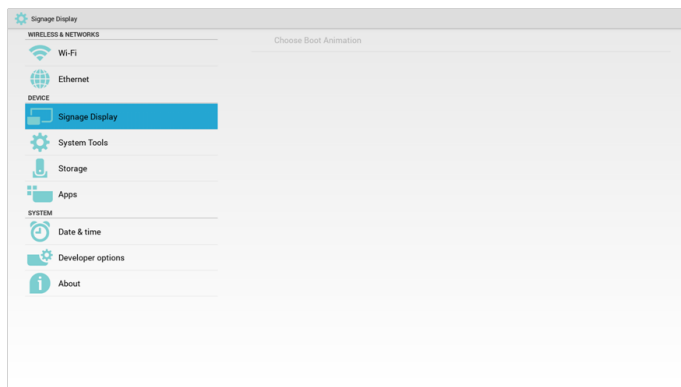 Signage Display
WIRELESS & NETWORKS
Choose Boot Animation
Wi-Fi
Ethernet
DEVICE
Signage Display
System Tools
Storage
Apps
SYSTEM
Date & time
Developer options
About